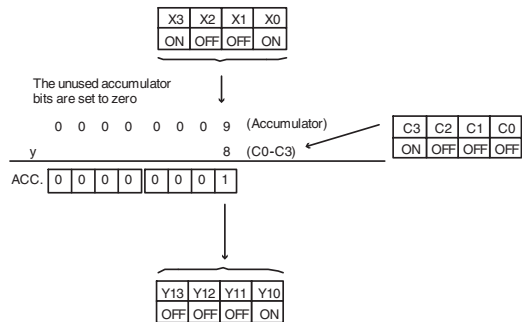 X3 X2 X1 X0
ON OFF OFF ON
The unused accumulator
bits are set to zero
0 0 0 0 0 0 0 9 (Accumulator)
C3 C2 C1 C0
y 8 (C0-C3)
ON OFF OFF OFF
ACC. 0 0 0 0 0 0 0 1
Y13 Y12 Y11 Y10
OFF OFF OFF ON